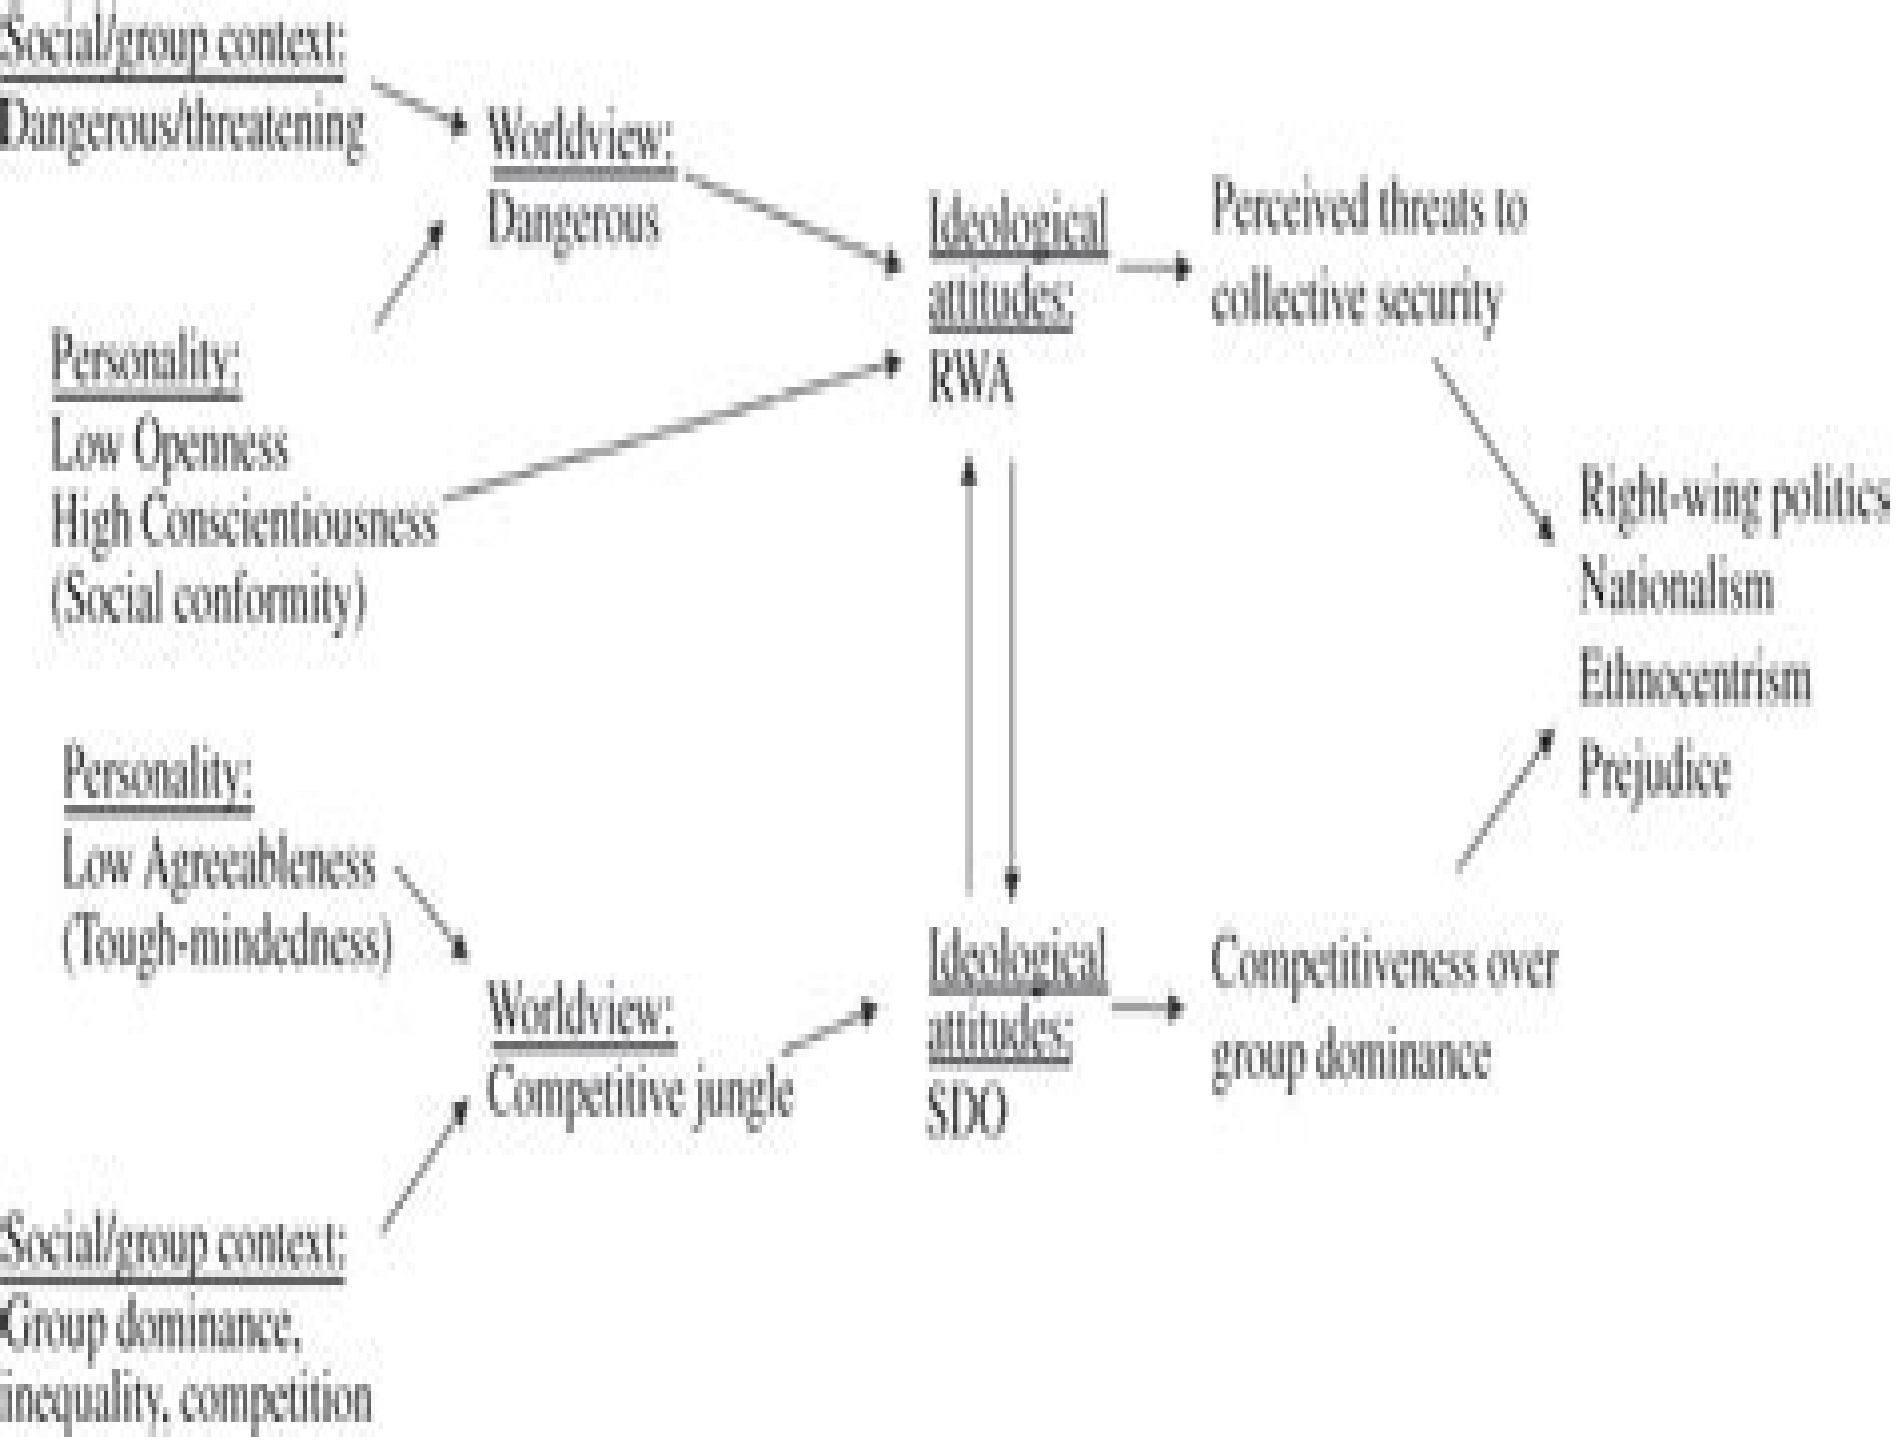 Social/group context:
Dangerous/threatening
Worldview:
Dangerous
Personality:
Low Openness
High Conscientiousness
(Social conformity)
Ideological
attitudes:
RWA
Perceived threats to
collective security
Right-wing politics
Nationalism
Ethnocentrism
Prejudice
Personality:
Low Agreeableness
(Tough-mindedness)
Worldview:
Competitive jungle
Ideological
attitudes:
SDO
Competitiveness over
group dominance
Social/group context:
Group dominance,
inequality, competition